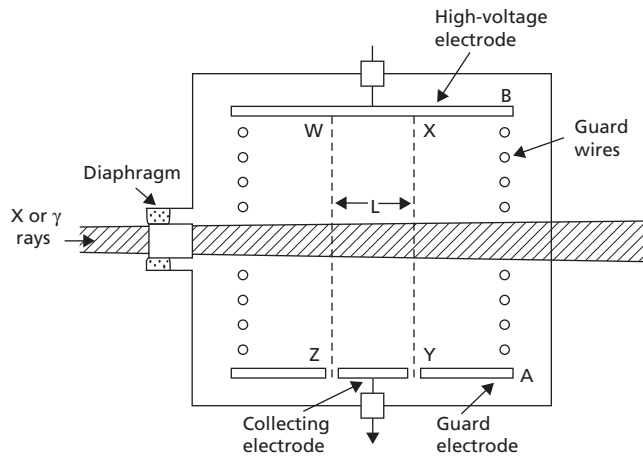 High-voltage
electrode
B
W
X
Guard
wires
Diaphragm
L
X or γ
rays
Z
Y
A
Collecting
electrode
Guard
electrode